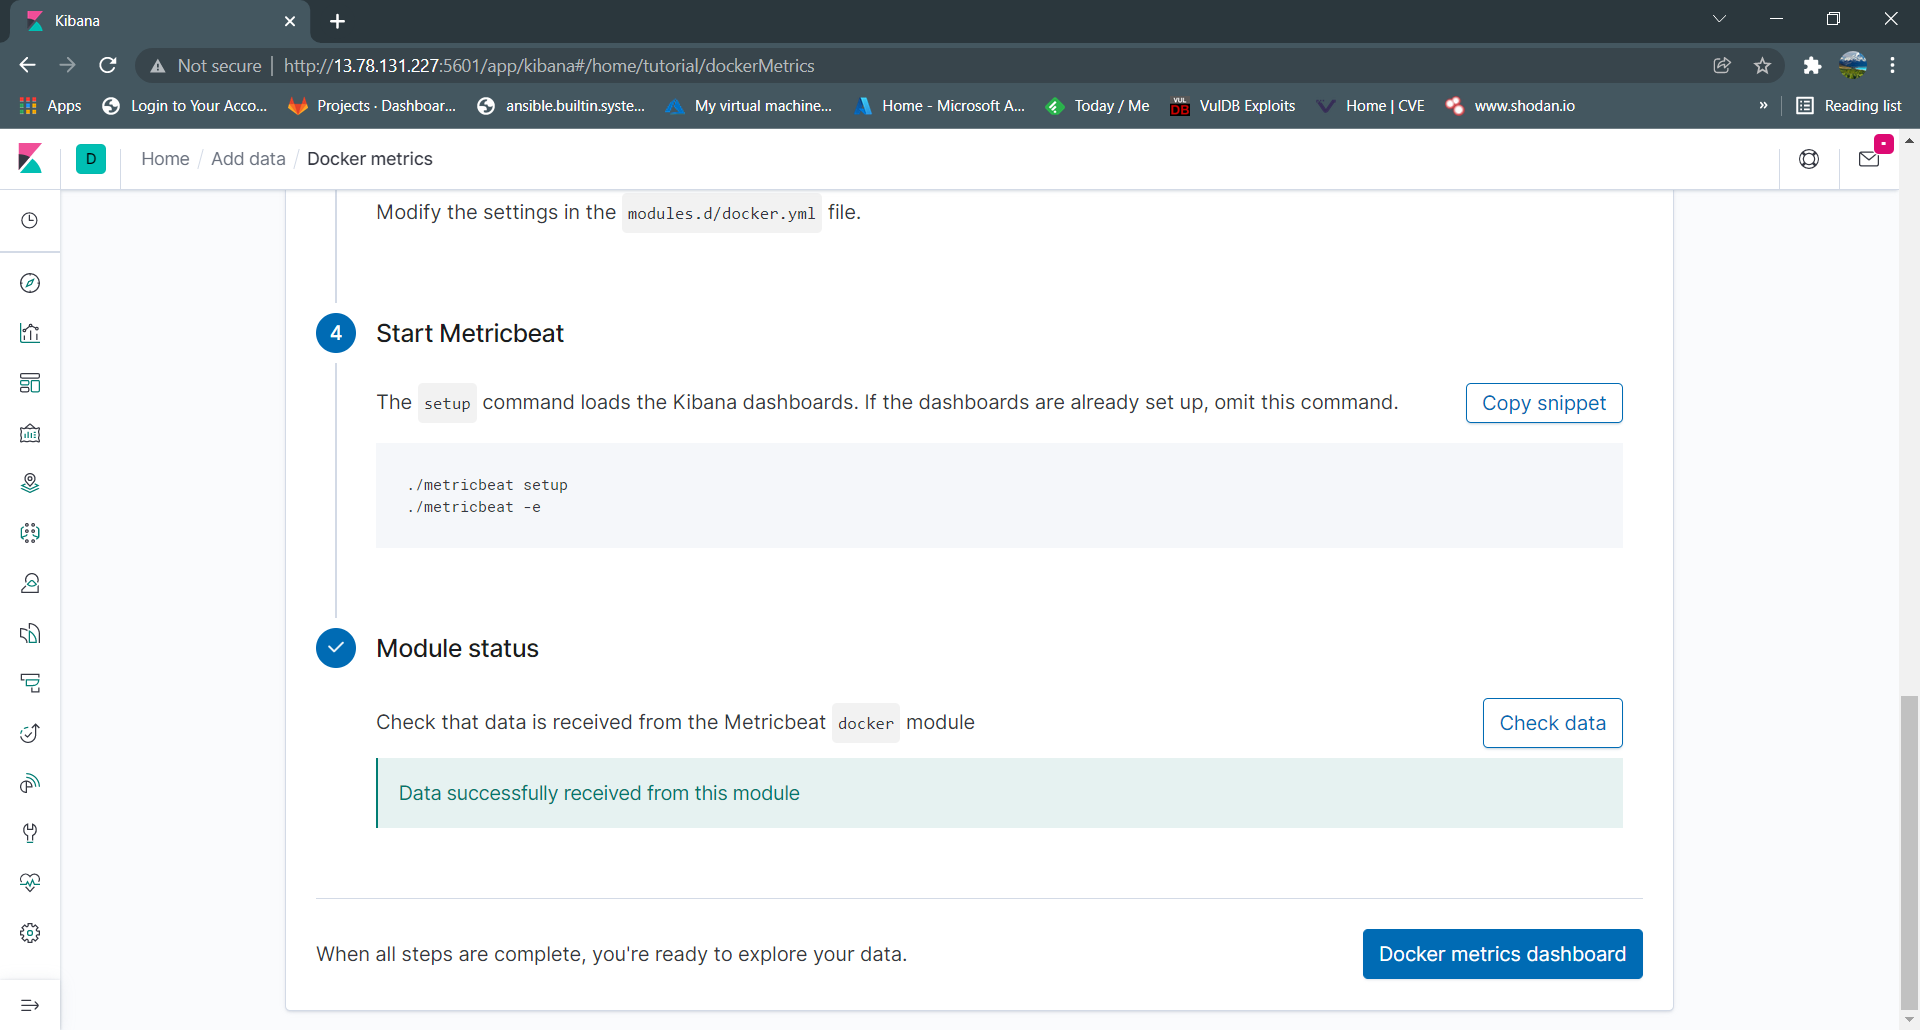 Kibana
Not secure | http://13.78.131.227:5601/app/kibana#/home/tutorial/dockerMetrics
Apps Login to Your Acco... Projects · Dashboar... ansible.builtin.syste... My virtual machine... Home - Microsoft A... Today / Me VulDB Exploits Home | CVE www.shodan.io » Reading list
D Home / Add data / Docker metrics
Modify the settings in the modules.d/docker.yml file.
4 Start Metricbeat
The setup command loads the Kibana dashboards. If the dashboards are already set up, omit this command. Copy snippet
./metricbeat setup
./metricbeat -e
Module status
Check that data is received from the Metricbeat docker module Check data
Data successfully received from this module
When all steps are complete, you're ready to explore your data. Docker metrics dashboard